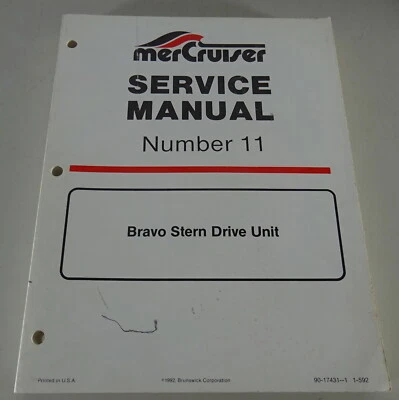 merCruiser
SERVICE
MANUAL
Number 11
Bravo Stern Drive Unit
Printed in U.S.A.
©1992, Brunswick Corporation
90-17431--1 1-592